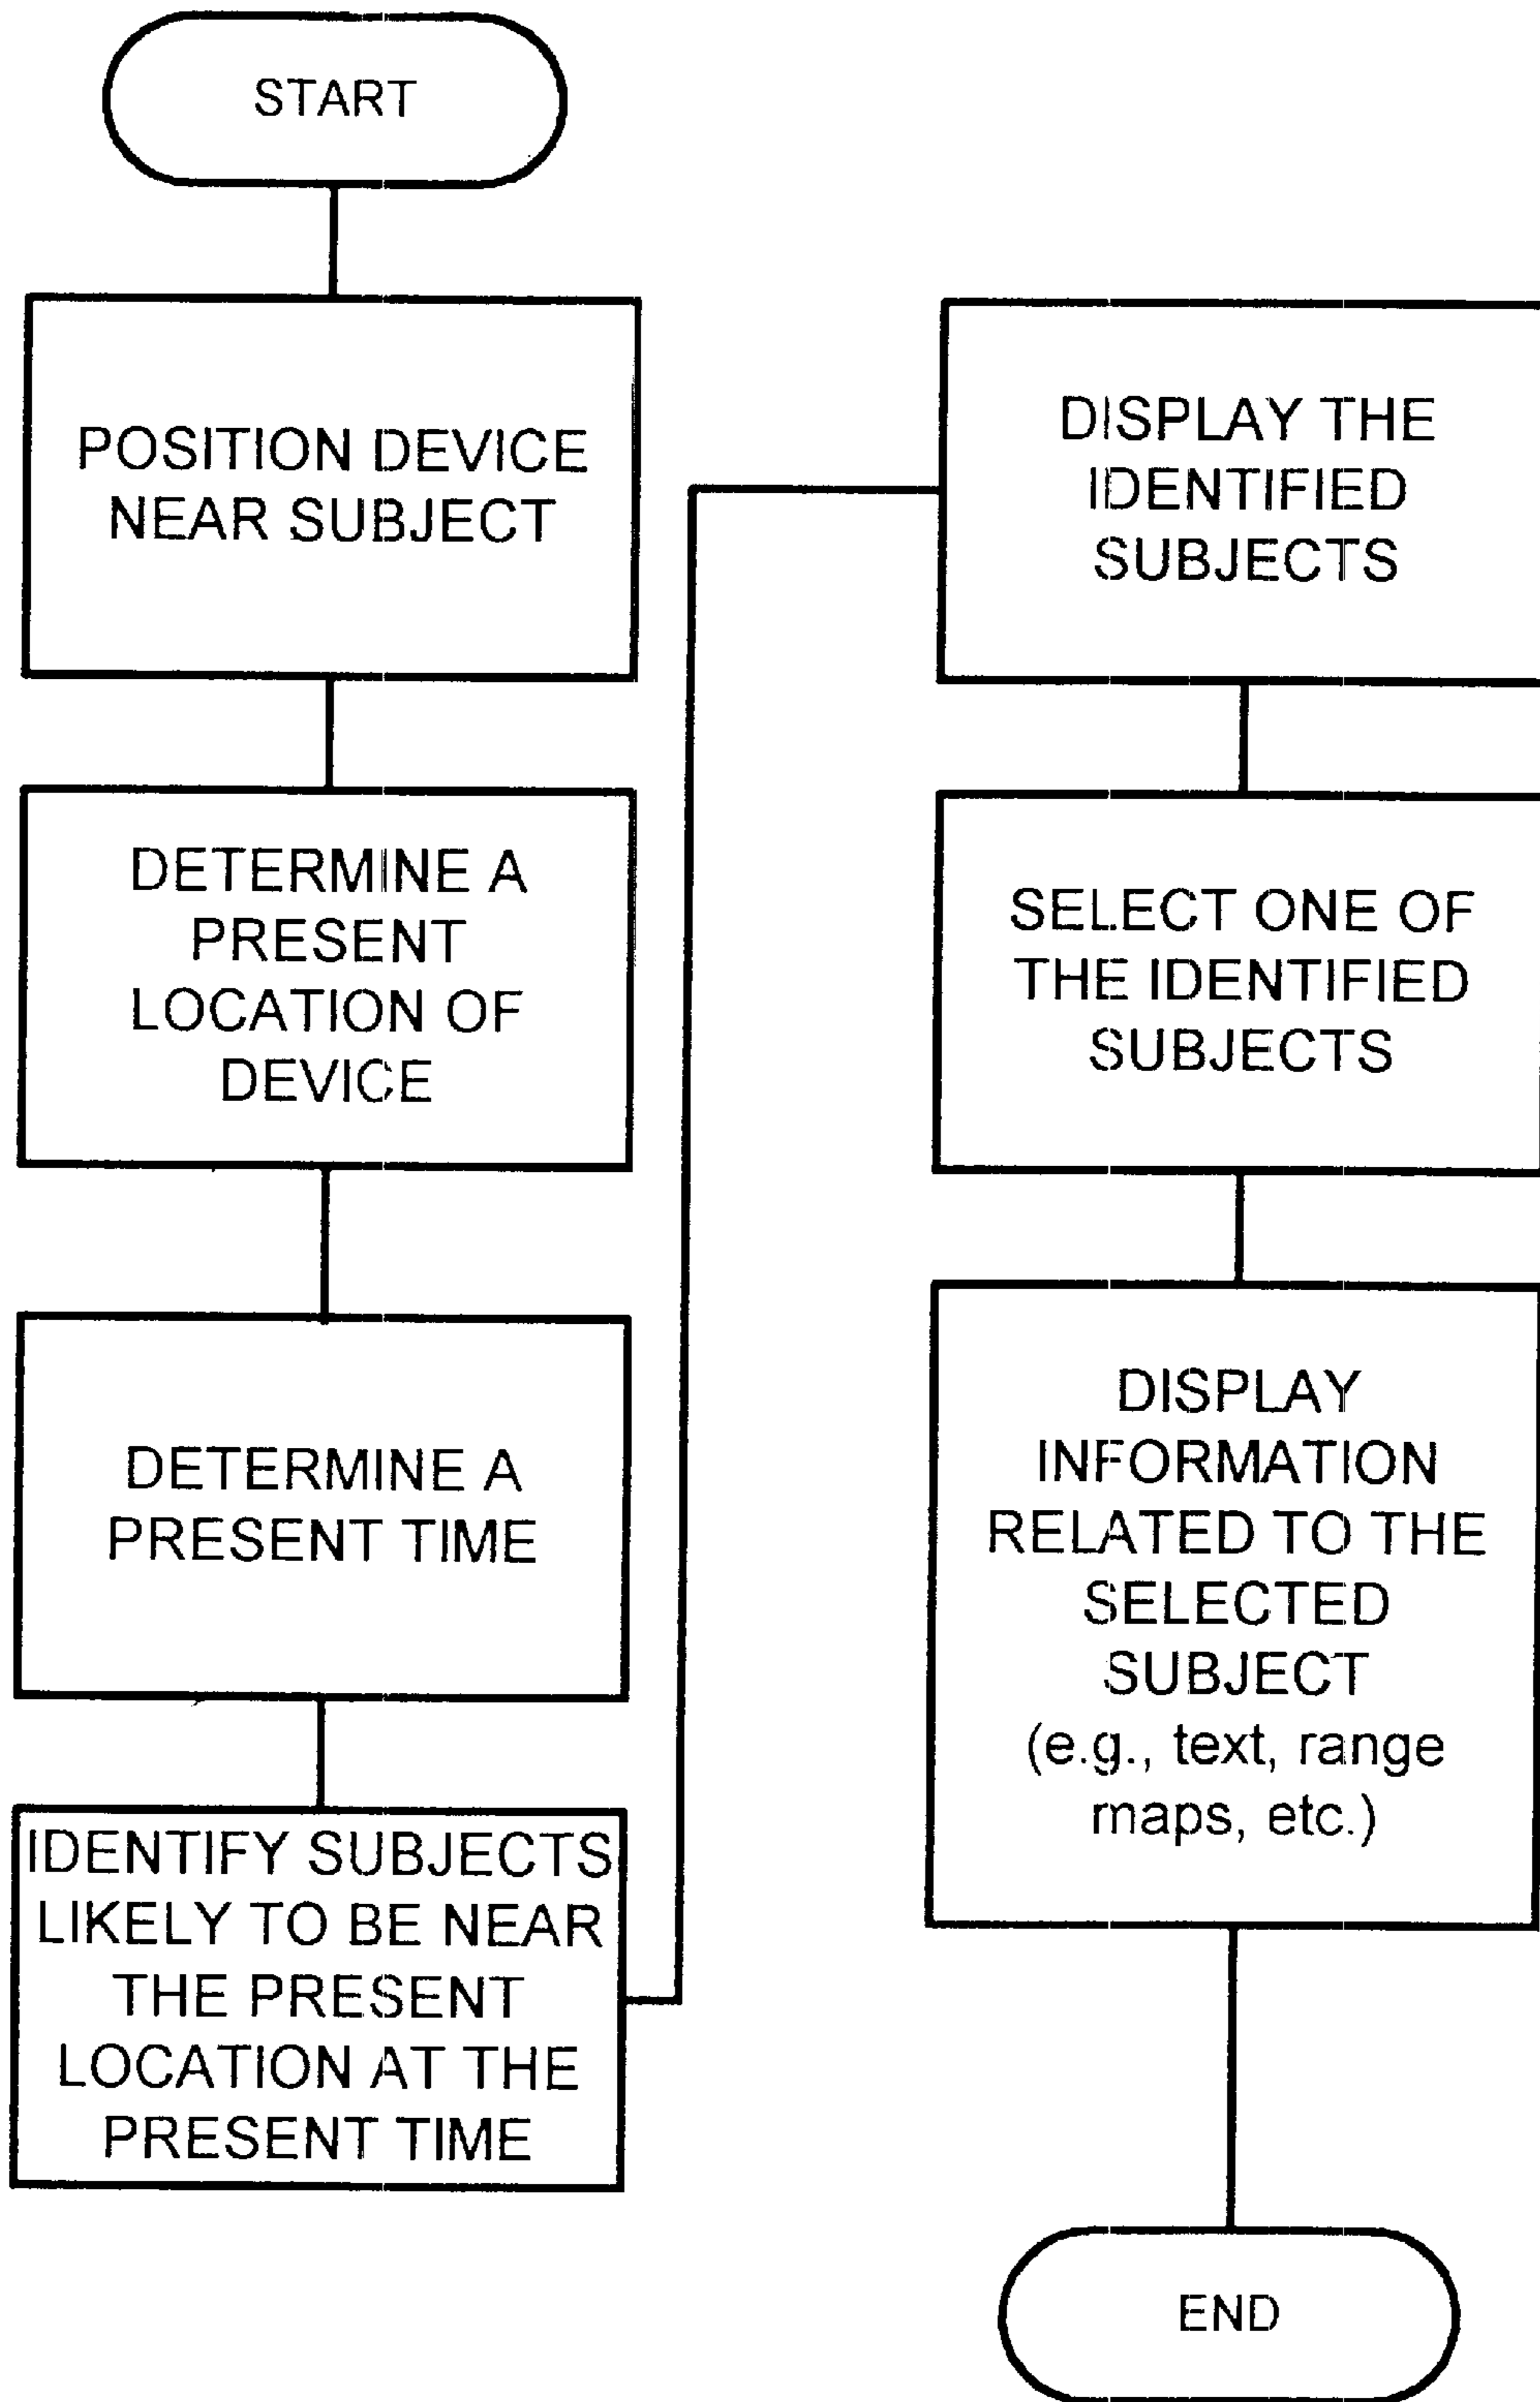 START
POSITION DEVICE
NEAR SUBJECT
DETERMINE A
PRESENT
LOCATION OF
DEVICE
DETERMINE A
PRESENT TIME
IDENTIFY SUBJECTS
LIKELY TO BE NEAR
THE PRESENT
LOCATION AT THE
PRESENT TIME
DISPLAY THE
IDENTIFIED
SUBJECTS
SELECT ONE OF
THE IDENTIFIED
SUBJECTS
DISPLAY
INFORMATION
RELATED TO THE
SELECTED
SUBJECT
(e.g., text, range
maps, etc.)
END